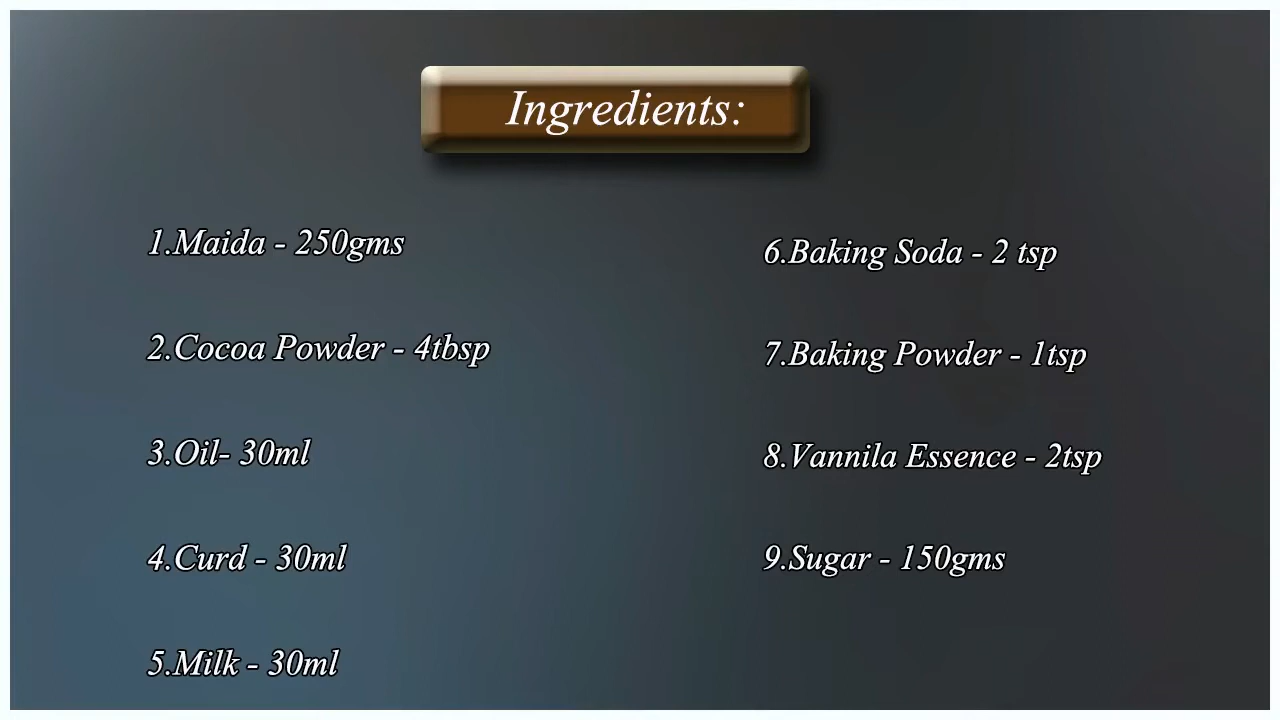 Ingredients:
1.Maida - 250gms
2.Cocoa Powder - 4tbsp
3.Oil- 30ml
4.Curd - 30ml
5.Milk - 30ml
6.Baking Soda - 2 tsp
7.Baking Powder - 1tsp
8.Vannila Essence - 2tsp
9.Sugar - 150gms